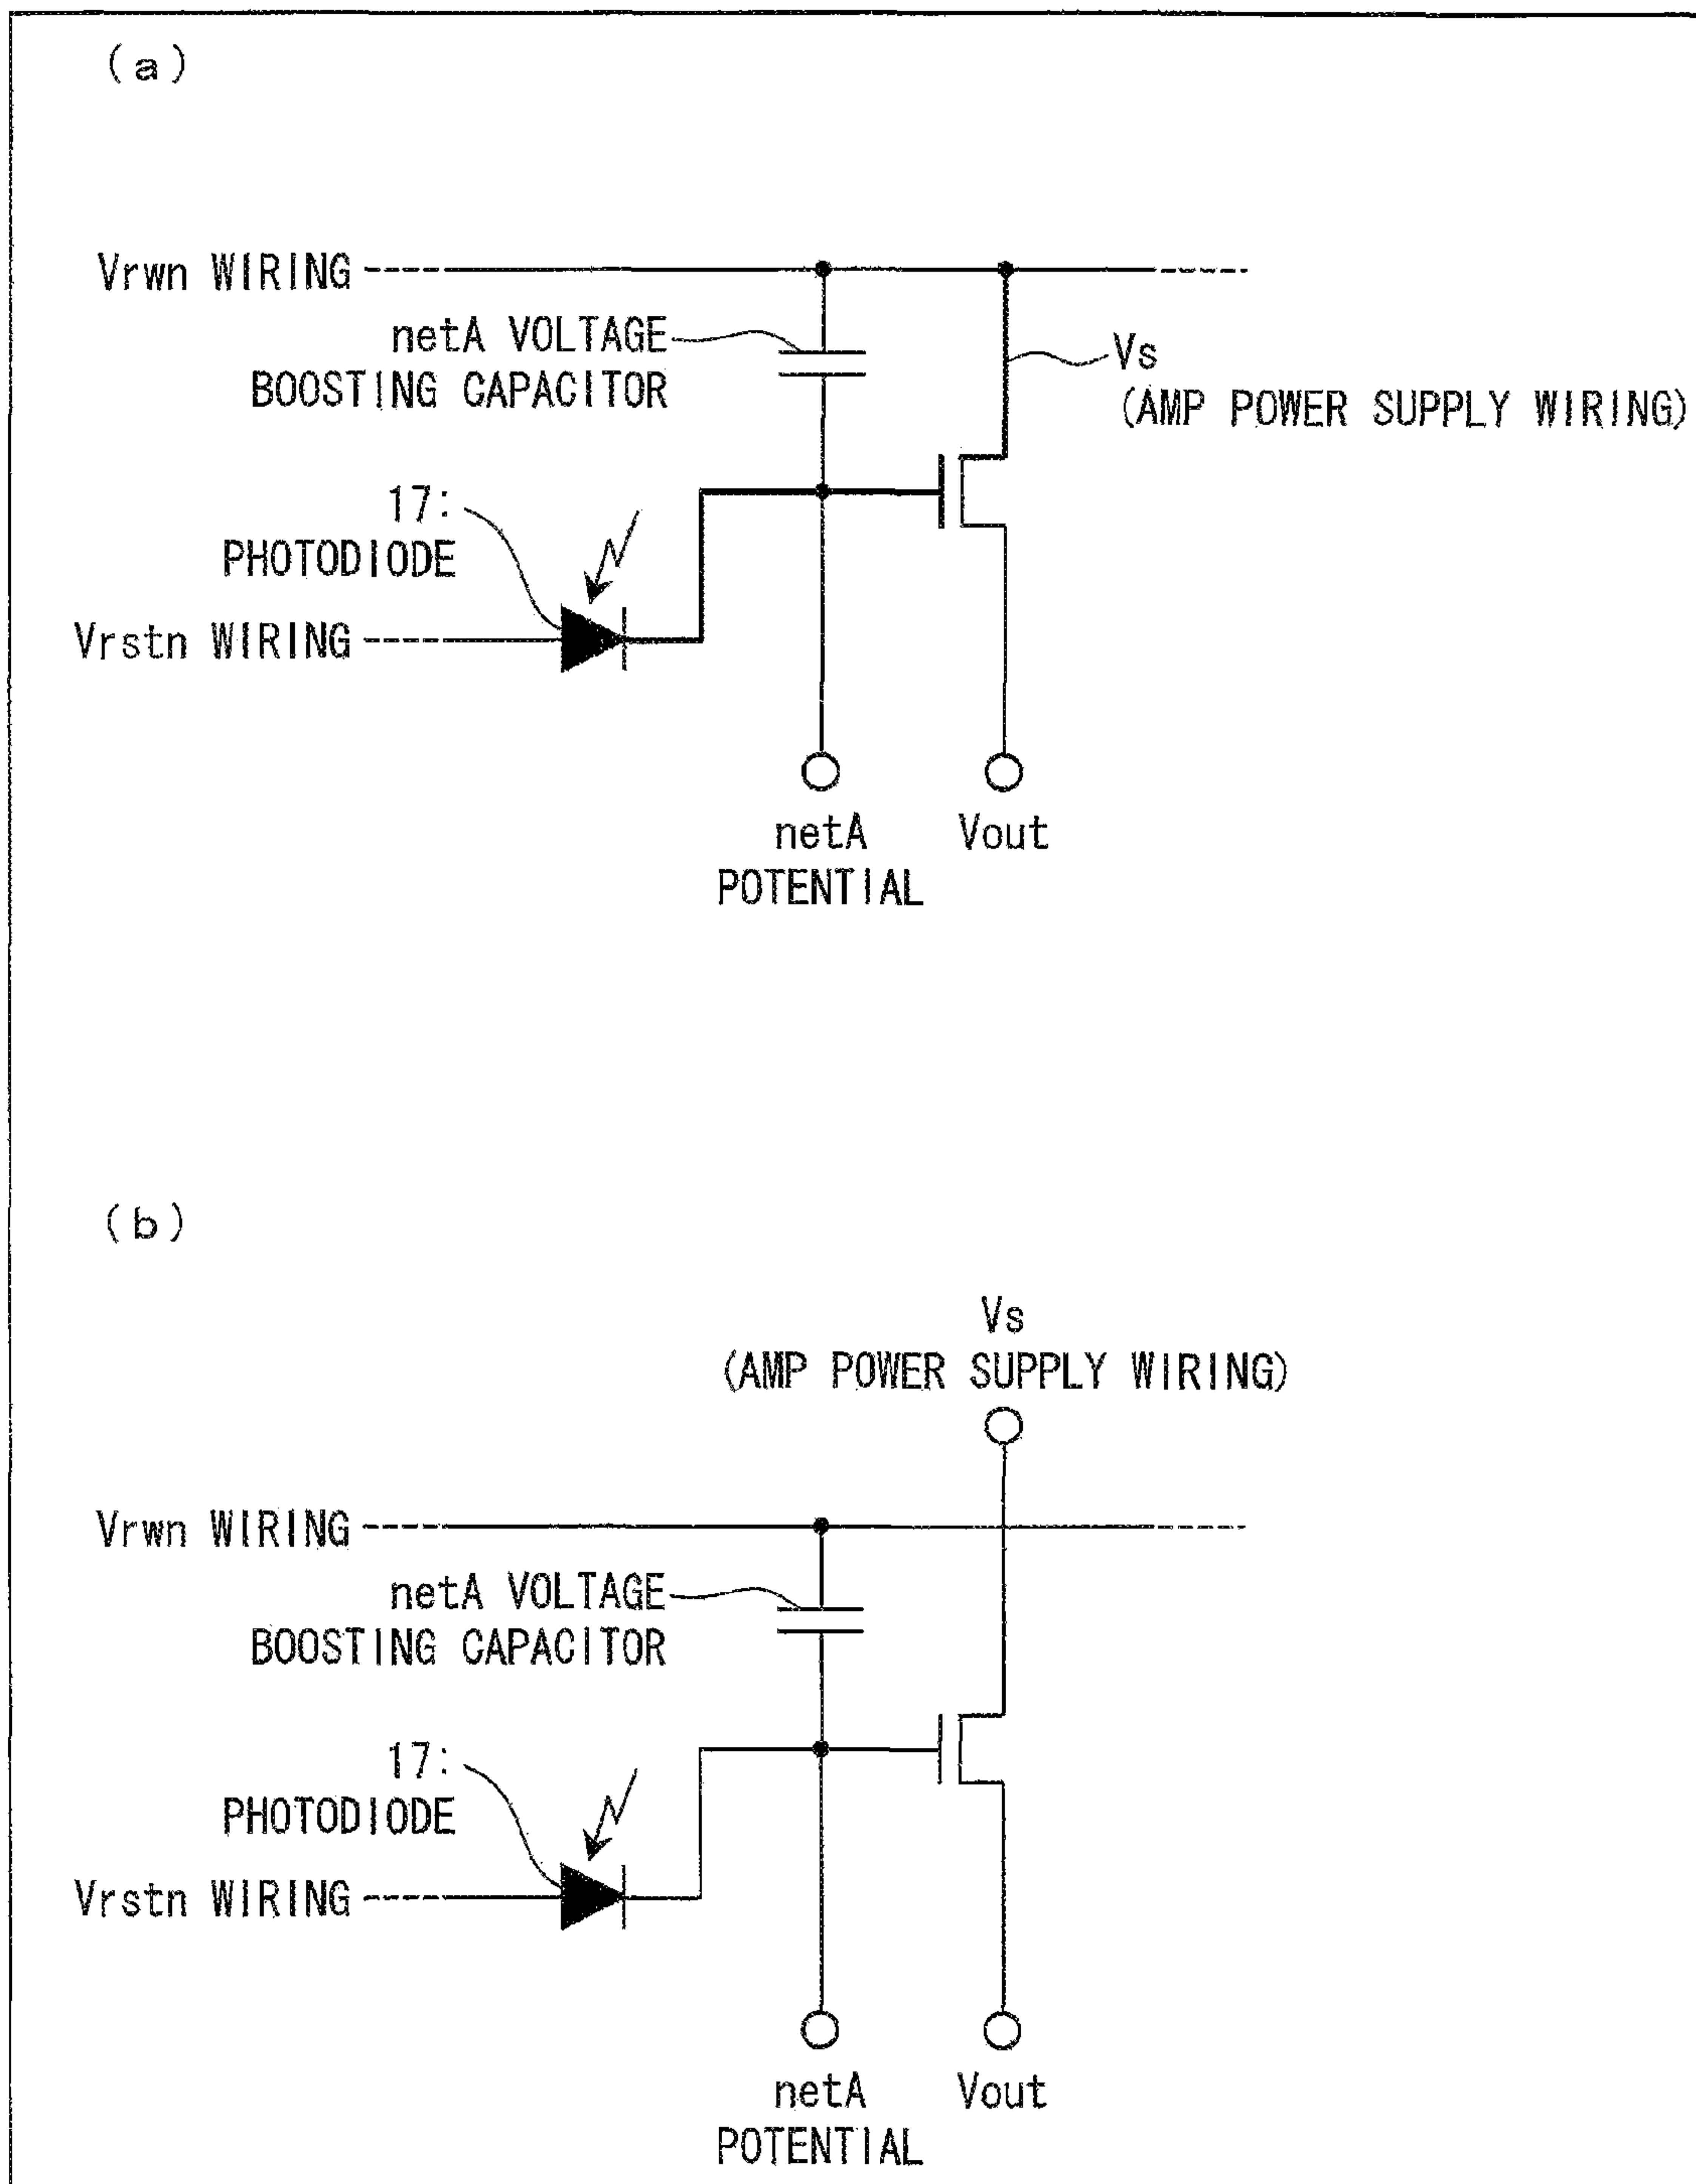 (a)
Vrwn WIRING
netA VOLTAGE
BOOSTING CAPACITOR
Vs
(AMP POWER SUPPLY WIRING)
17:
PHOTODIODE
Vrstn WIRING
netA
POTENTIAL
Vout
(b)
Vs
(AMP POWER SUPPLY WIRING)
Vrwn WIRING
netA VOLTAGE
BOOSTING CAPACITOR
17:
PHOTODIODE
Vrstn WIRING
netA
POTENTIAL
Vout